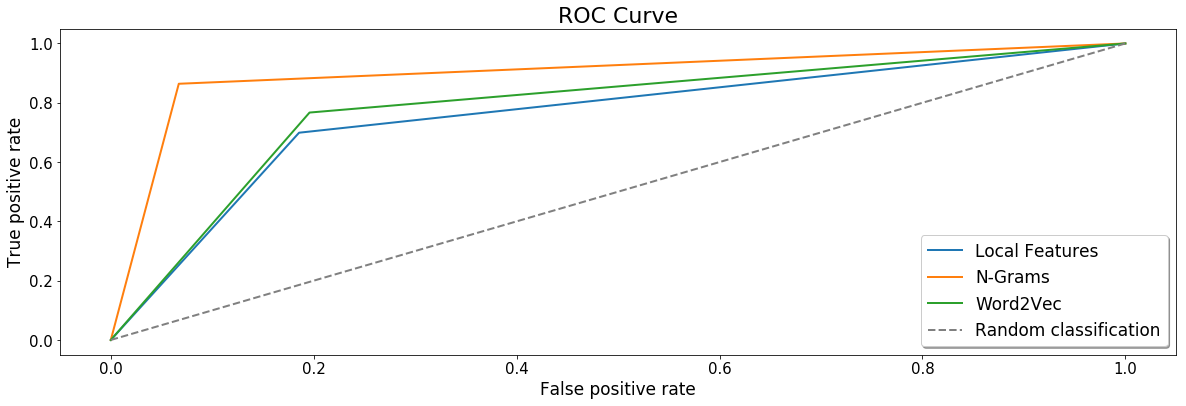 ROC Curve
1.0
0.8
0.6
0.4
0.2
0.0
True positive rate
0.0 0.2 0.4 0.6 0.8 1.0
False positive rate
Local Features
N-Grams
Word2Vec
Random classification